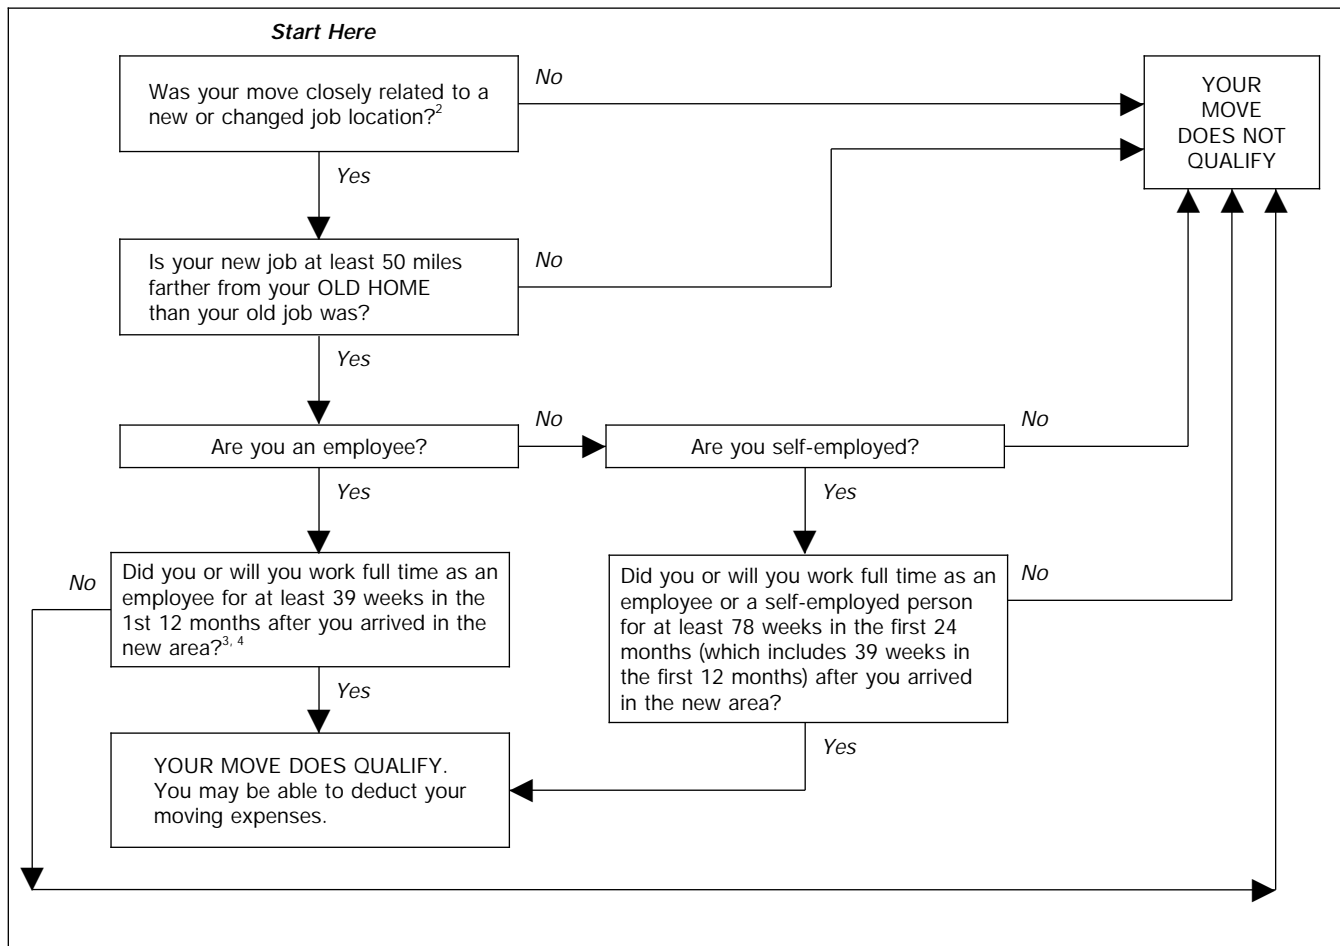 Start Here
Was your move closely related to a
new or changed job location?2
No
YOUR
MOVE
DOES NOT
QUALIFY
Yes
Is your new job at least 50 miles
farther from your OLD HOME
than your old job was?
No
Yes
Are you an employee?
No
Are you self-employed?
No
Yes
Yes
No
Did you or will you work full time as an
employee for at least 39 weeks in the
1st 12 months after you arrived in the
new area?3, 4
Did you or will you work full time as an
employee or a self-employed person
for at least 78 weeks in the first 24
months (which includes 39 weeks in
the first 12 months) after you arrived
in the new area?
No
Yes
Yes
YOUR MOVE DOES QUALIFY.
You may be able to deduct your
moving expenses.